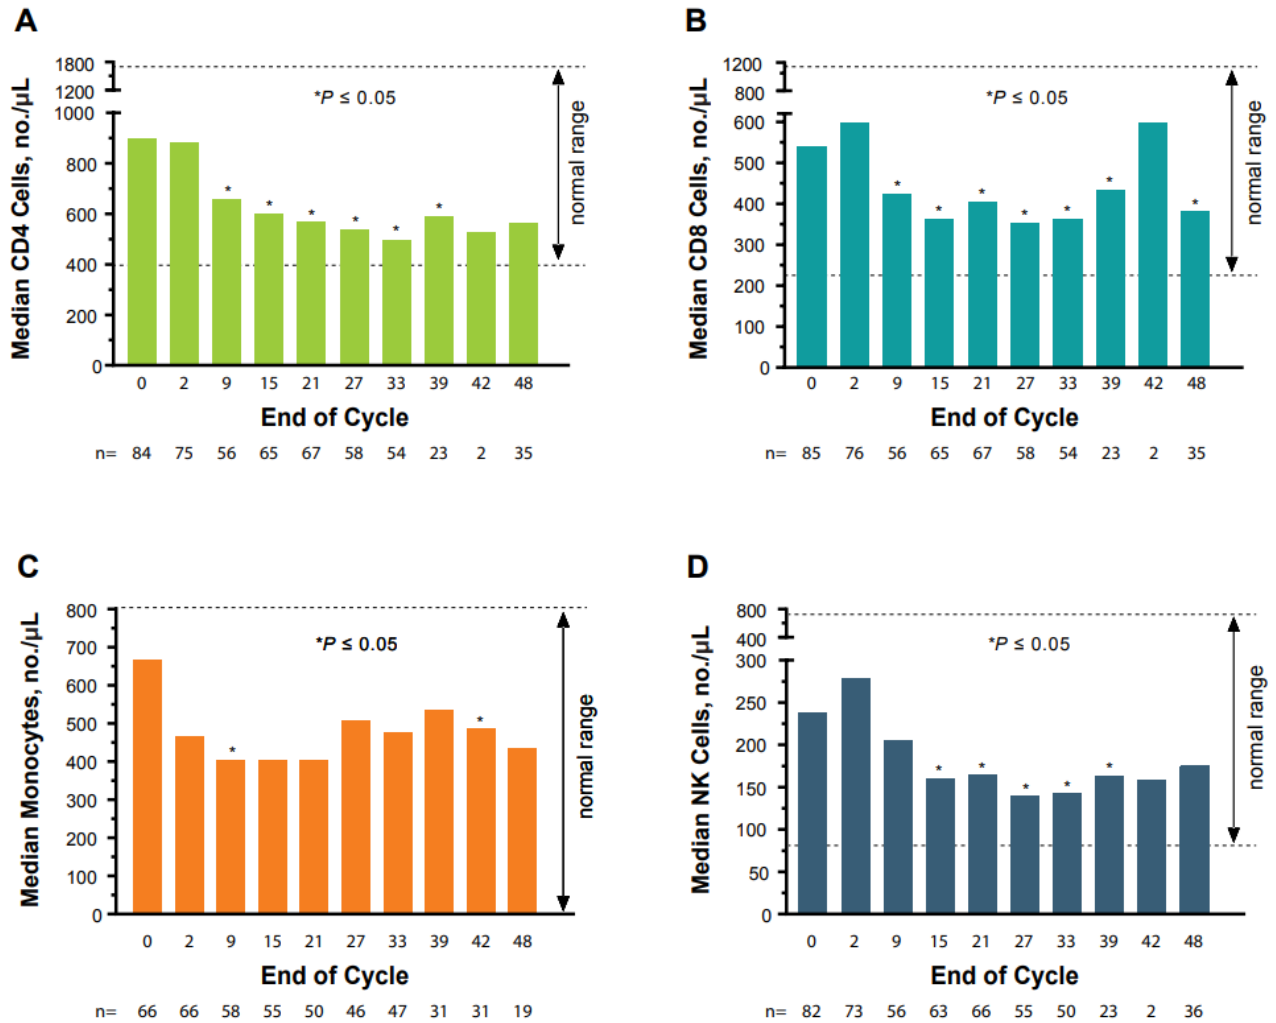 A
Median CD4 Cells, no./µL
1800
1200
1000
800
600
400
200
0
*P ≤ 0.05
normal range
* * * * * *
0 2 9 15 21 27 33 39 42 48
End of Cycle
n= 84 75 56 65 67 58 54 23 2 35
B
Median CD8 Cells, no./µL
1200
800
600
500
400
300
200
100
0
*P ≤ 0.05
normal range
* * * * * * *
0 2 9 15 21 27 33 39 42 48
End of Cycle
n= 85 76 56 65 67 58 54 23 2 35
C
Median Monocytes, no./µL
800
700
600
500
400
300
200
100
0
*P ≤ 0.05
normal range
* *
0 2 9 15 21 27 33 39 42 48
End of Cycle
n= 66 66 58 55 50 46 47 31 31 19
D
Median NK Cells, no./µL
800
400
300
250
200
150
100
50
0
*P ≤ 0.05
normal range
* * * * *
0 2 9 15 21 27 33 39 42 48
End of Cycle
n= 82 73 56 63 66 55 50 23 2 36